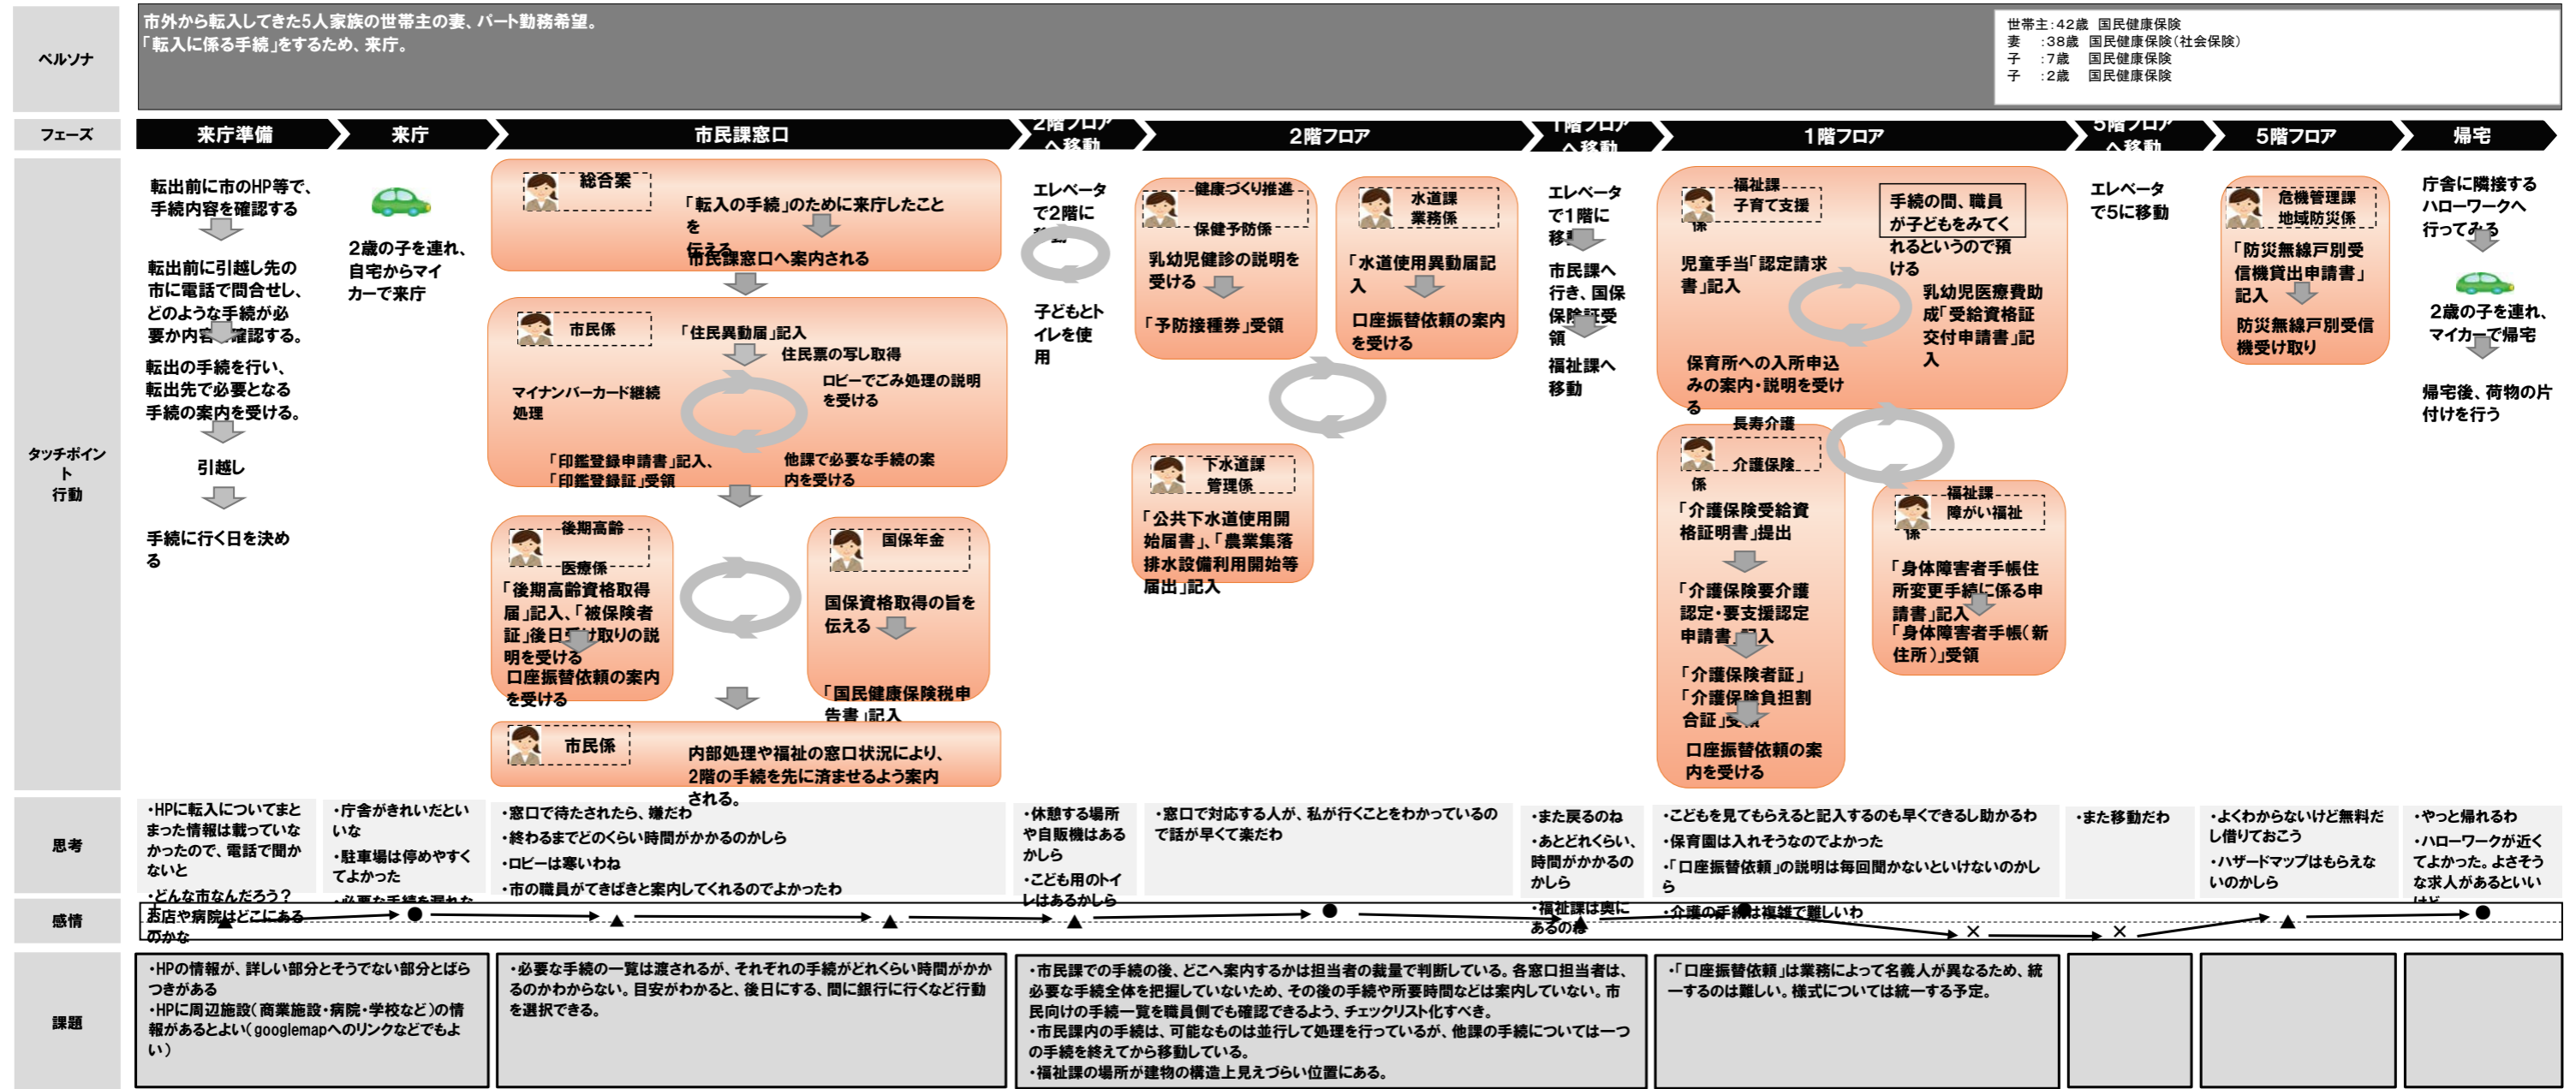 ペルソナ
市外から転入してきた5人家族の世帯主の妻、パート勤務希望。
「転入に係る手続」をするため、来庁。
世帯主:42歳 国民健康保険
妻 :38歳 国民健康保険(社会保険)
子 :7歳 国民健康保険
子 :2歳 国民健康保険
フェーズ
来庁準備
来庁
市民課窓口
2階フロア
へ移動
2階フロア
1階フロア
へ移動
1階フロア
5階フロア
へ移動
5階フロア
帰宅
タッチポイン
ト
行動
転出前に市のHP等で、
手続内容を確認する
転出前に引越し先の
市に電話で問合せし、
どのような手続が必
要か内容 確認する。
転出の手続を行い、
転出先で必要となる
手続の案内を受ける。
引越し
手続に行く日を決め
る
2歳の子を連れ、
自宅からマイ
カーで来庁
総合案
「転入の手続」のために来庁したこと
を
伝える
市民課窓口へ案内される
市民係
「住民異動届」記入
住民票の写し取得
ロビーでごみ処理の説明
を受ける
マイナンバーカード継続
処理
「印鑑登録申請書」記入、
「印鑑登録証」受領
他課で必要な手続の案
内を受ける
後期高齢
医療係
「後期高齢資格取得
届」記入、「被保険者
証」後日受け取りの説
明を受ける
口座振替依頼の案内
を受ける
国保年金
国保資格取得の旨を
伝える
「国民健康保険税申
告書」記入
市民係
内部処理や福祉の窓口状況により、
2階の手続を先に済ませるよう案内
される。
エレベータ
で2階に
移動
子どもとト
イレを使
用
健康づくり推進
保健予防係
乳幼児健診の説明を
受ける
「予防接種券」受領
水道課
業務係
「水道使用異動届記
入
口座振替依頼の案内
を受ける
下水道課
管理係
「公共下水道使用開
始届書」、「農業集落
排水設備利用開始等
届出」記入
エレベータ
で1階に
移動
市民課へ
行き、国保
保険証受
領
福祉課へ
移動
福祉課
子育て支援
係
手続の間、職員
が子どもをみてく
れるというので預
ける
児童手当「認定請求
書」記入
乳幼児医療費助
成「受給資格証
交付申請書」記
入
保育所への入所申込
みの案内・説明を受け
る
長寿介護
介護保険
係
「介護保険受給資
格証明書」提出
「介護保険要介護
認定・要支援認定
申請書」記入
「介護保険者証」
「介護保険負担割
合証」受領
口座振替依頼の案
内を受ける
福祉課
障がい福祉
係
「身体障害者手帳住
所変更手続に係る申
請書」記入
「身体障害者手帳(新
住所)」受領
エレベータ
で5に移動
危機管理課
地域防災係
「防災無線戸別受
信機貸出申請書」
記入
防災無線戸別受信
機受け取り
庁舎に隣接する
ハローワークへ
行ってみる
2歳の子を連れ、
マイカーで帰宅
帰宅後、荷物の片
付けを行う
思考
・HPに転入についてまと
まった情報は載っていな
かったので、電話で聞か
ないと
・どんな市なんだろう?
お店や病院はどこにある
のかな
・庁舎がきれいだとい
いな
・駐車場は停めやすく
てよかった
・必要な手続を漏れな
・窓口で待たされたら、嫌だわ
・終わるまでどのくらい時間がかかるのかしら
・ロビーは寒いわね
・市の職員がてきぱきと案内してくれるのでよかったわ
・休憩する場所
や自販機はある
かしら
・こども用のトイ
レはあるかしら
・窓口で対応する人が、私が行くことをわかっているの
で話が早くて楽だわ
・また戻るのね
・あとどれくらい、
時間がかかるの
かしら
・福祉課は奥に
あるのね
・こどもを見てもらえると記入するのも早くできるし助かるわ
・保育園は入れそうなのでよかった
・「口座振替依頼」の説明は毎回聞かないといけないのかし
ら
・介護の手続は複雑で難しいわ
・また移動だわ
・よくわからないけど無料だ
し借りておこう
・ハザードマップはもらえな
いのかしら
・やっと帰れるわ
・ハローワークが近く
てよかった。よさそう
な求人があるといい
けど
感情
課題
・HPの情報が、詳しい部分とそうでない部分とばら
つきがある
・HPに周辺施設(商業施設・病院・学校など)の情
報があるとよい(googlemapへのリンクなどでもよ
い)
・必要な手続の一覧は渡されるが、それぞれの手続がどれくらい時間がかか
るのかわからない。目安がわかると、後日にする、間に銀行に行くなど行動
を選択できる。
・市民課での手続の後、どこへ案内するかは担当者の裁量で判断している。各窓口担当者は、
必要な手続全体を把握していないため、その後の手続や所要時間などは案内していない。市
民向けの手続一覧を職員側でも確認できるよう、チェックリスト化すべき。
・市民課内の手続は、可能なものは並行して処理を行っているが、他課の手続については一つ
の手続を終えてから移動している。
・福祉課の場所が建物の構造上見えづらい位置にある。
・「口座振替依頼」は業務によって名義人が異なるため、統
一するのは難しい。様式については統一する予定。